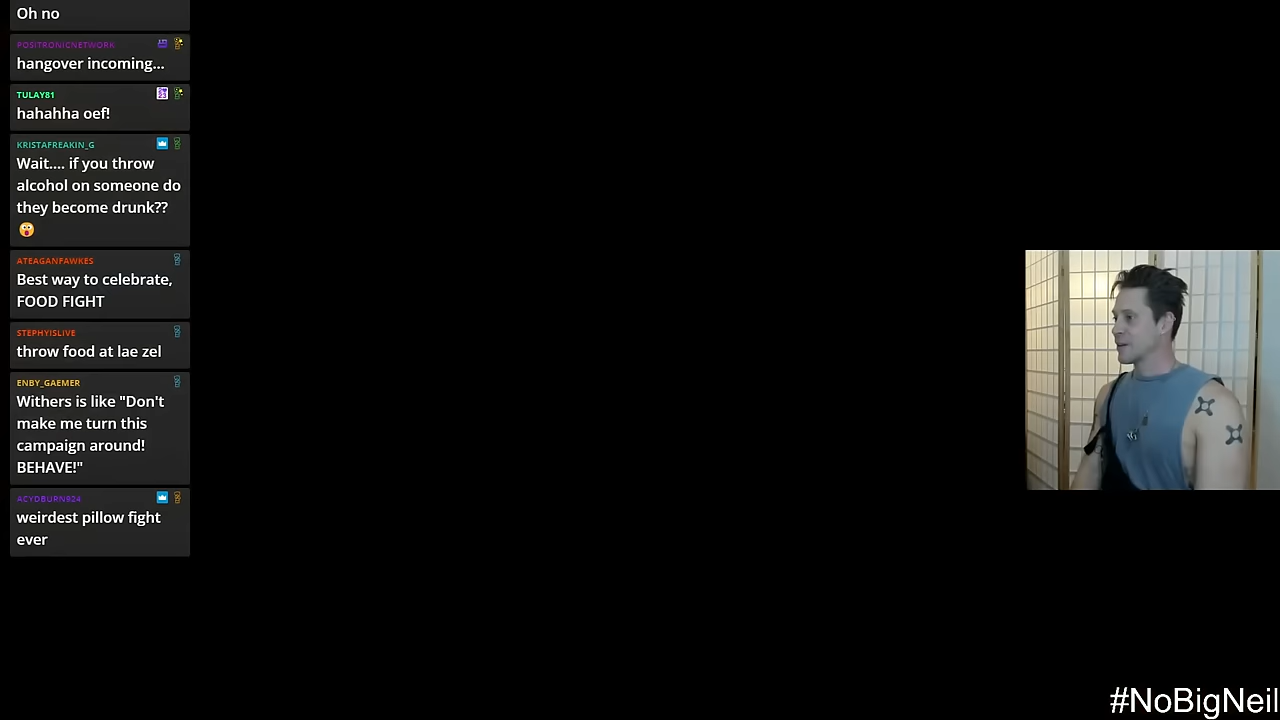 Oh no
POSITRONICNETWORK
hangover incoming...
TULAY81
hahahha oef!
KRISTAFREAKIN_G
Wait.... if you throw
alcohol on someone do
they become drunk??
😲
ATEAGANFAWKES
Best way to celebrate,
FOOD FIGHT
STEPHYISLIVE
throw food at lae zel
ENBY_GAEMER
Withers is like "Don't
make me turn this
campaign around!
BEHAVE!"
ACYDBURN824
weirdest pillow fight
ever
#NoBigNeil